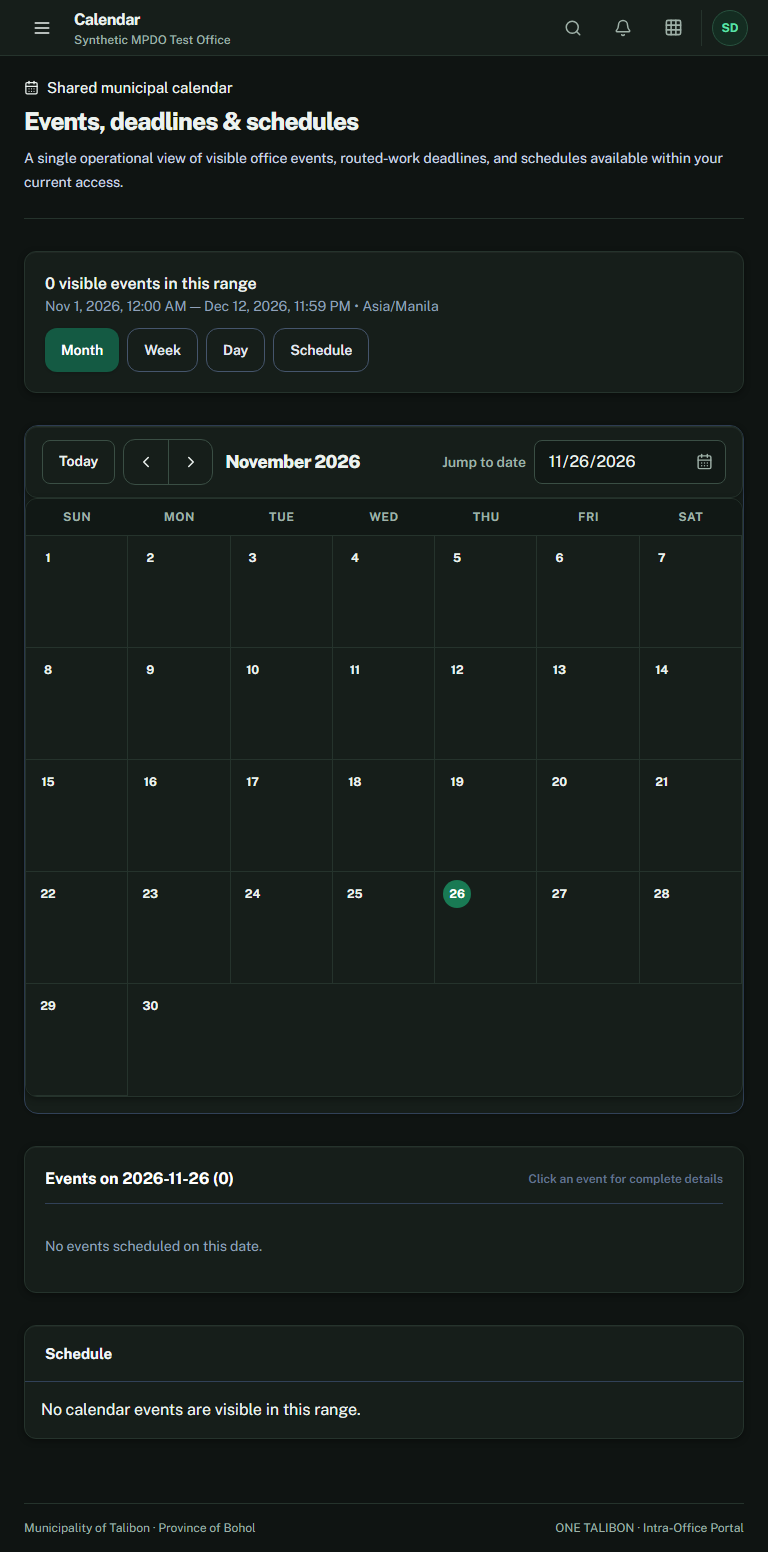 Calendar
Synthetic MPDO Test Office
SD
Shared municipal calendar
Events, deadlines & schedules
A single operational view of visible office events, routed-work deadlines, and schedules available within your
current access.
0 visible events in this range
Nov 1, 2026, 12:00 AM — Dec 12, 2026, 11:59 PM • Asia/Manila
Month Week Day Schedule
Today November 2026 Jump to date 11/26/2026
SUN MON TUE WED THU FRI SAT
1 2 3 4 5 6 7
8 9 10 11 12 13 14
15 16 17 18 19 20 21
22 23 24 25 26 27 28
29 30
Events on 2026-11-26 (0) Click an event for complete details
No events scheduled on this date.
Schedule
No calendar events are visible in this range.
Municipality of Talibon · Province of Bohol ONE TALIBON · Intra-Office Portal